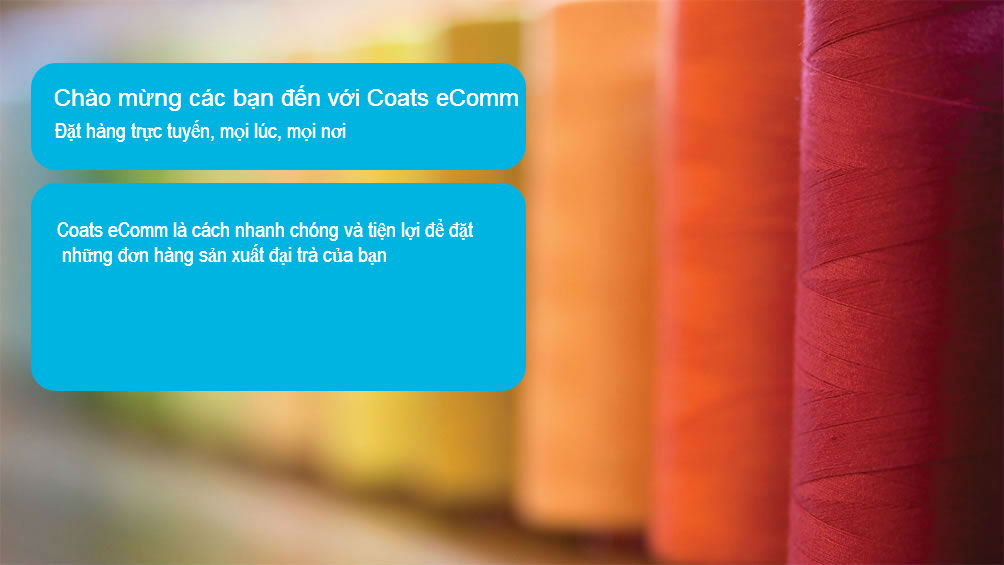 Chào mừng các bạn đến với Coats eComm
Đặt hàng trực tuyến, mọi lúc, mọi nơi
Coats eComm là cách nhanh chóng và tiện lợi để đặt
những đơn hàng sản xuất đại trà của bạn